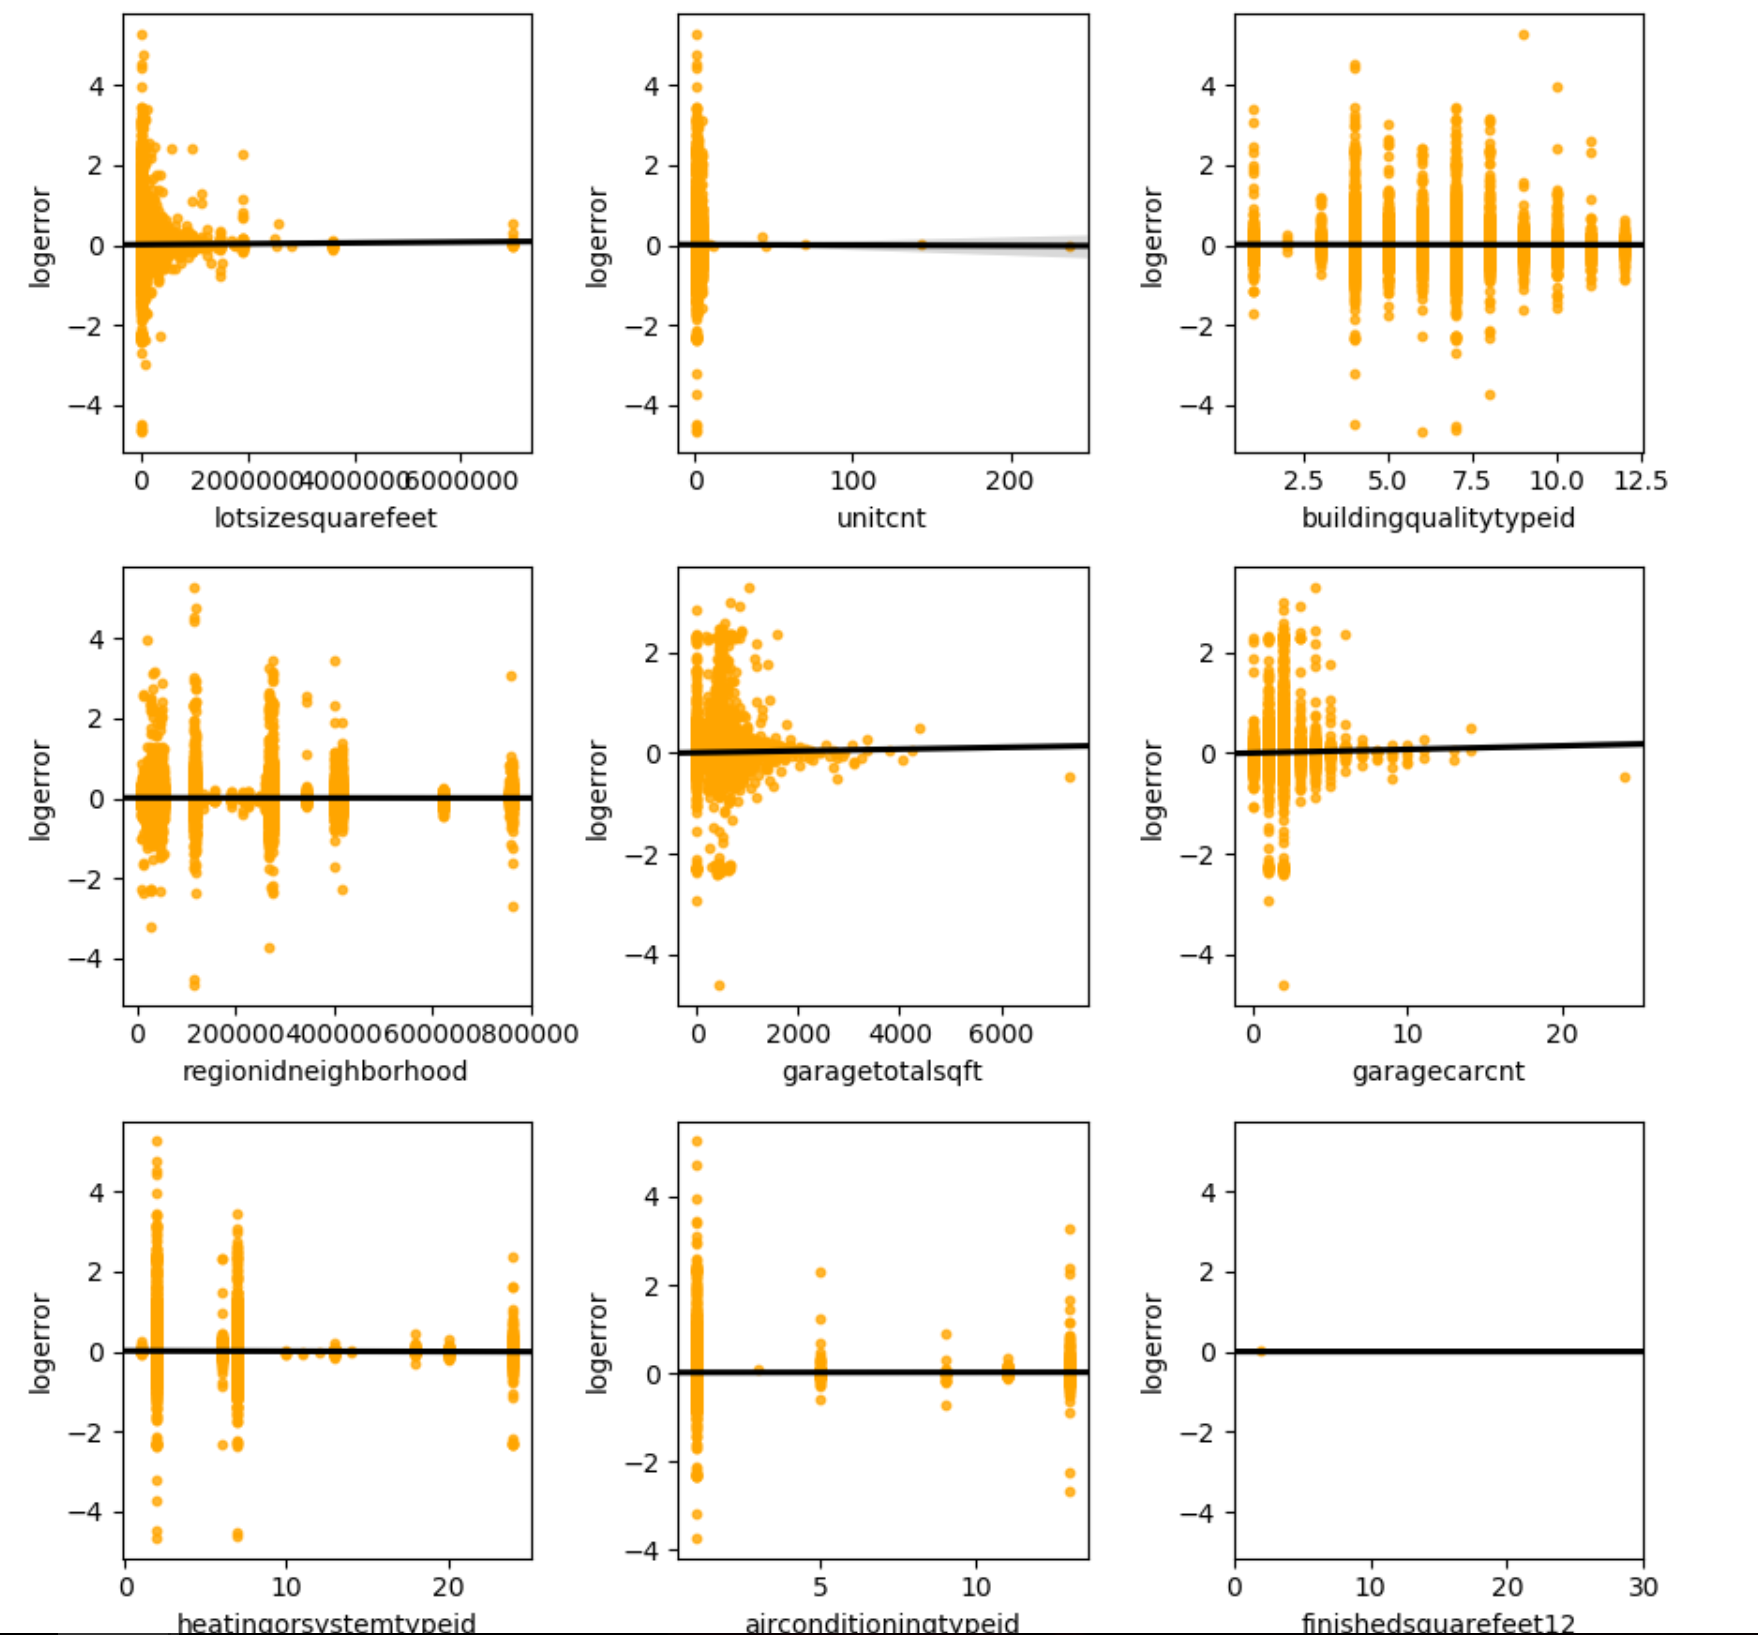 logerror
4
2
0
−2
−4
0 2000000 4000000 6000000
lotsizesquarefeet
logerror
4
2
0
−2
−4
0 100 200
unitcnt
logerror
4
2
0
−2
−4
2.5 5.0 7.5 10.0 12.5
buildingqualitytypeid
logerror
4
2
0
−2
−4
0 200000 400000 600000 800000
regionidneighborhood
logerror
2
0
−2
−4
0 2000 4000 6000
garagetotalsqft
logerror
2
0
−2
−4
0 10 20
garagecarcnt
logerror
4
2
0
−2
−4
0 10 20
heatingorsystemtypeid
logerror
4
2
0
−2
−4
5 10
airconditioningtypeid
logerror
4
2
0
−2
−4
0 10 20 30
finishedsquarefeet12